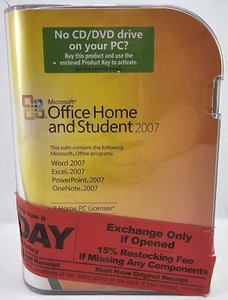 No CD/DVD drive
on your PC?
Buy this product and use the
enclosed Product Key to activate.
Microsoft®
Office Home
and Student 2007
This suite contains the following
Microsoft® Office programs:
Word 2007
Excel® 2007
PowerPoint® 2007
OneNote® 2007
Home PC Licenses
DAY
Exchange Only
if Opened
15% Restocking Fee
if Missing Any Components
Must Have Original Receipt